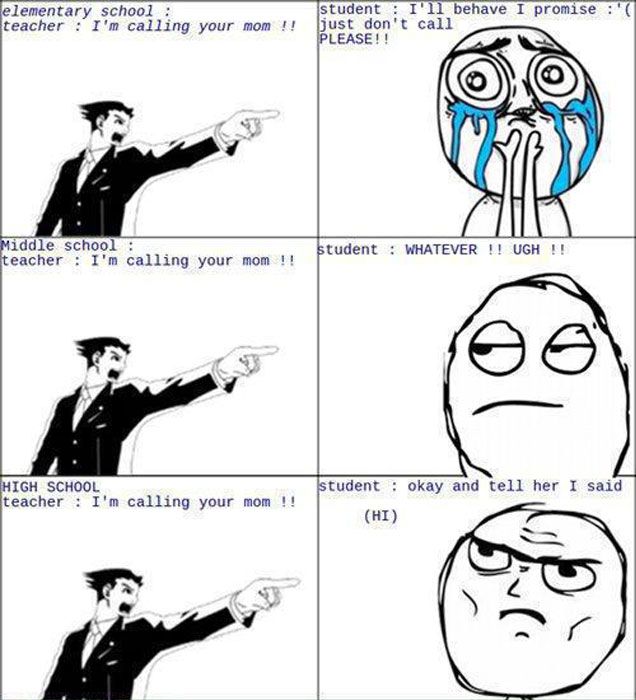 elementary school :
teacher : I'm calling your mom !!
student : I'll behave I promise :'(
just don't call
PLEASE!!
Middle school :
teacher : I'm calling your mom !!
student : WHATEVER !! UGH !!
HIGH SCHOOL
teacher : I'm calling your mom !!
student : okay and tell her I said
(HI)